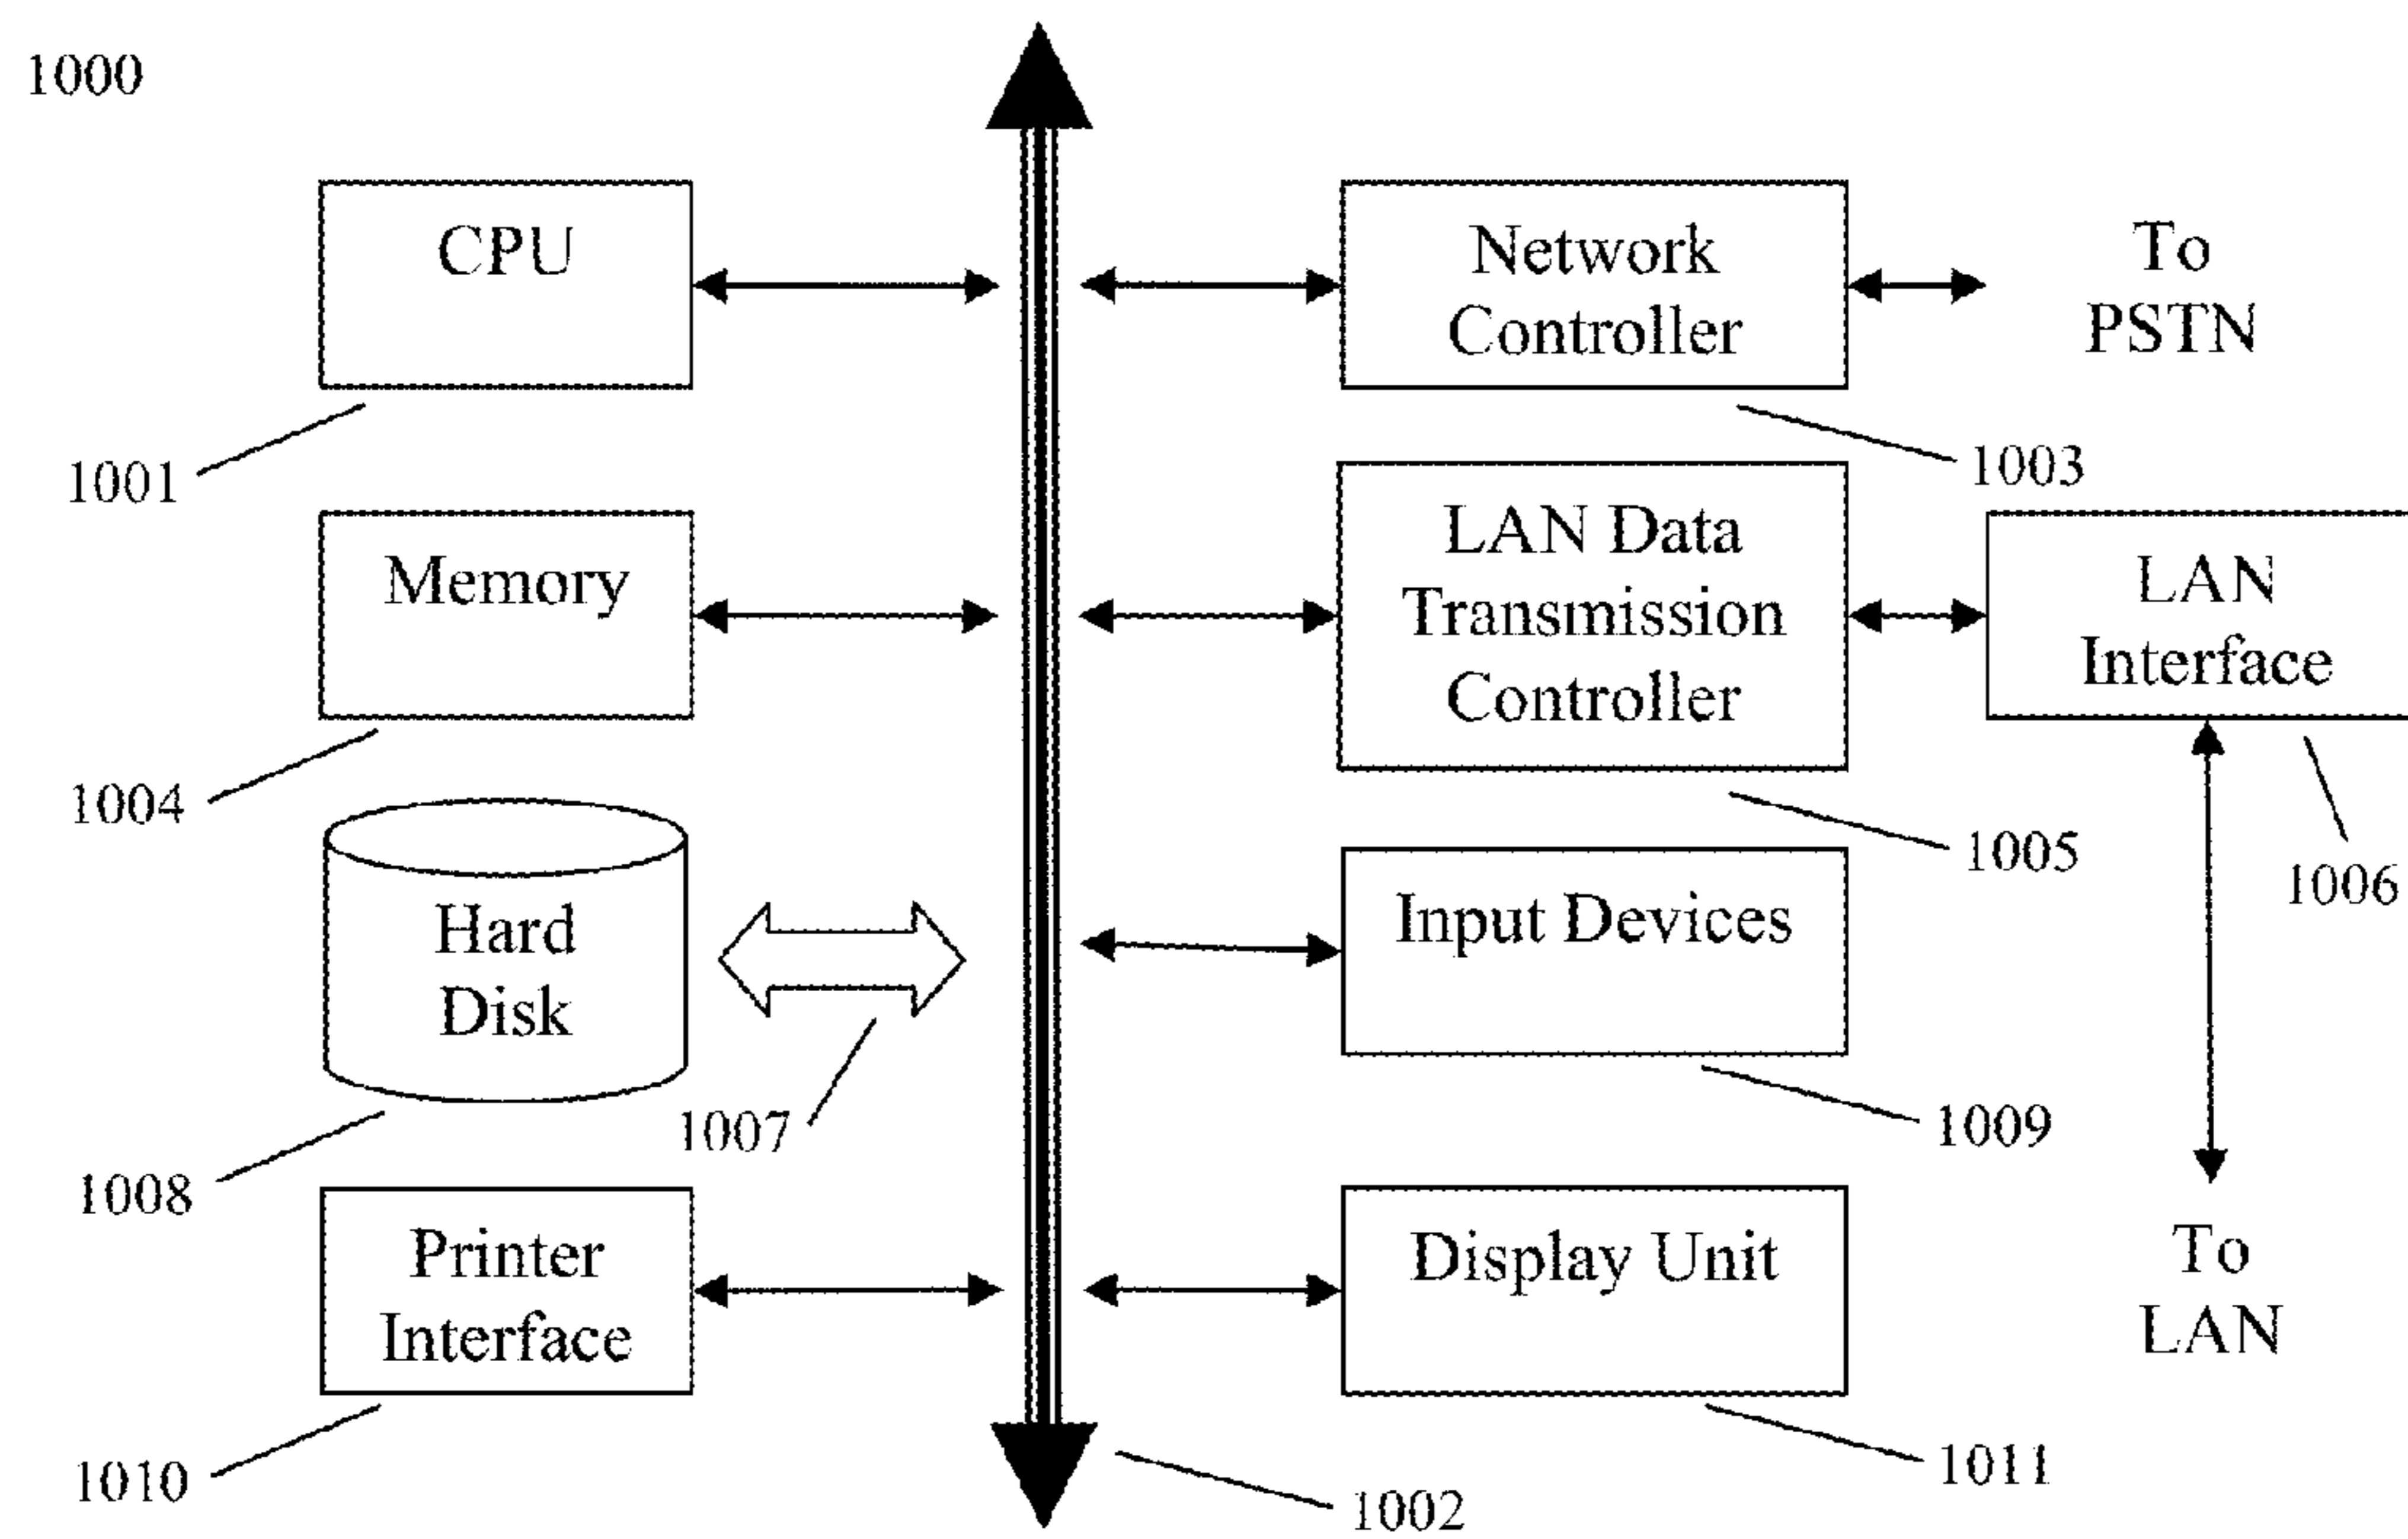 1000
CPU
Network
Controller
To
PSTN
1001
1003
Memory
LAN Data
Transmission
Controller
LAN
Interface
1004
1005
1006
Hard
Disk
Input Devices
1007
1009
1008
Printer
Interface
Display Unit
To
LAN
1010
1011
1002